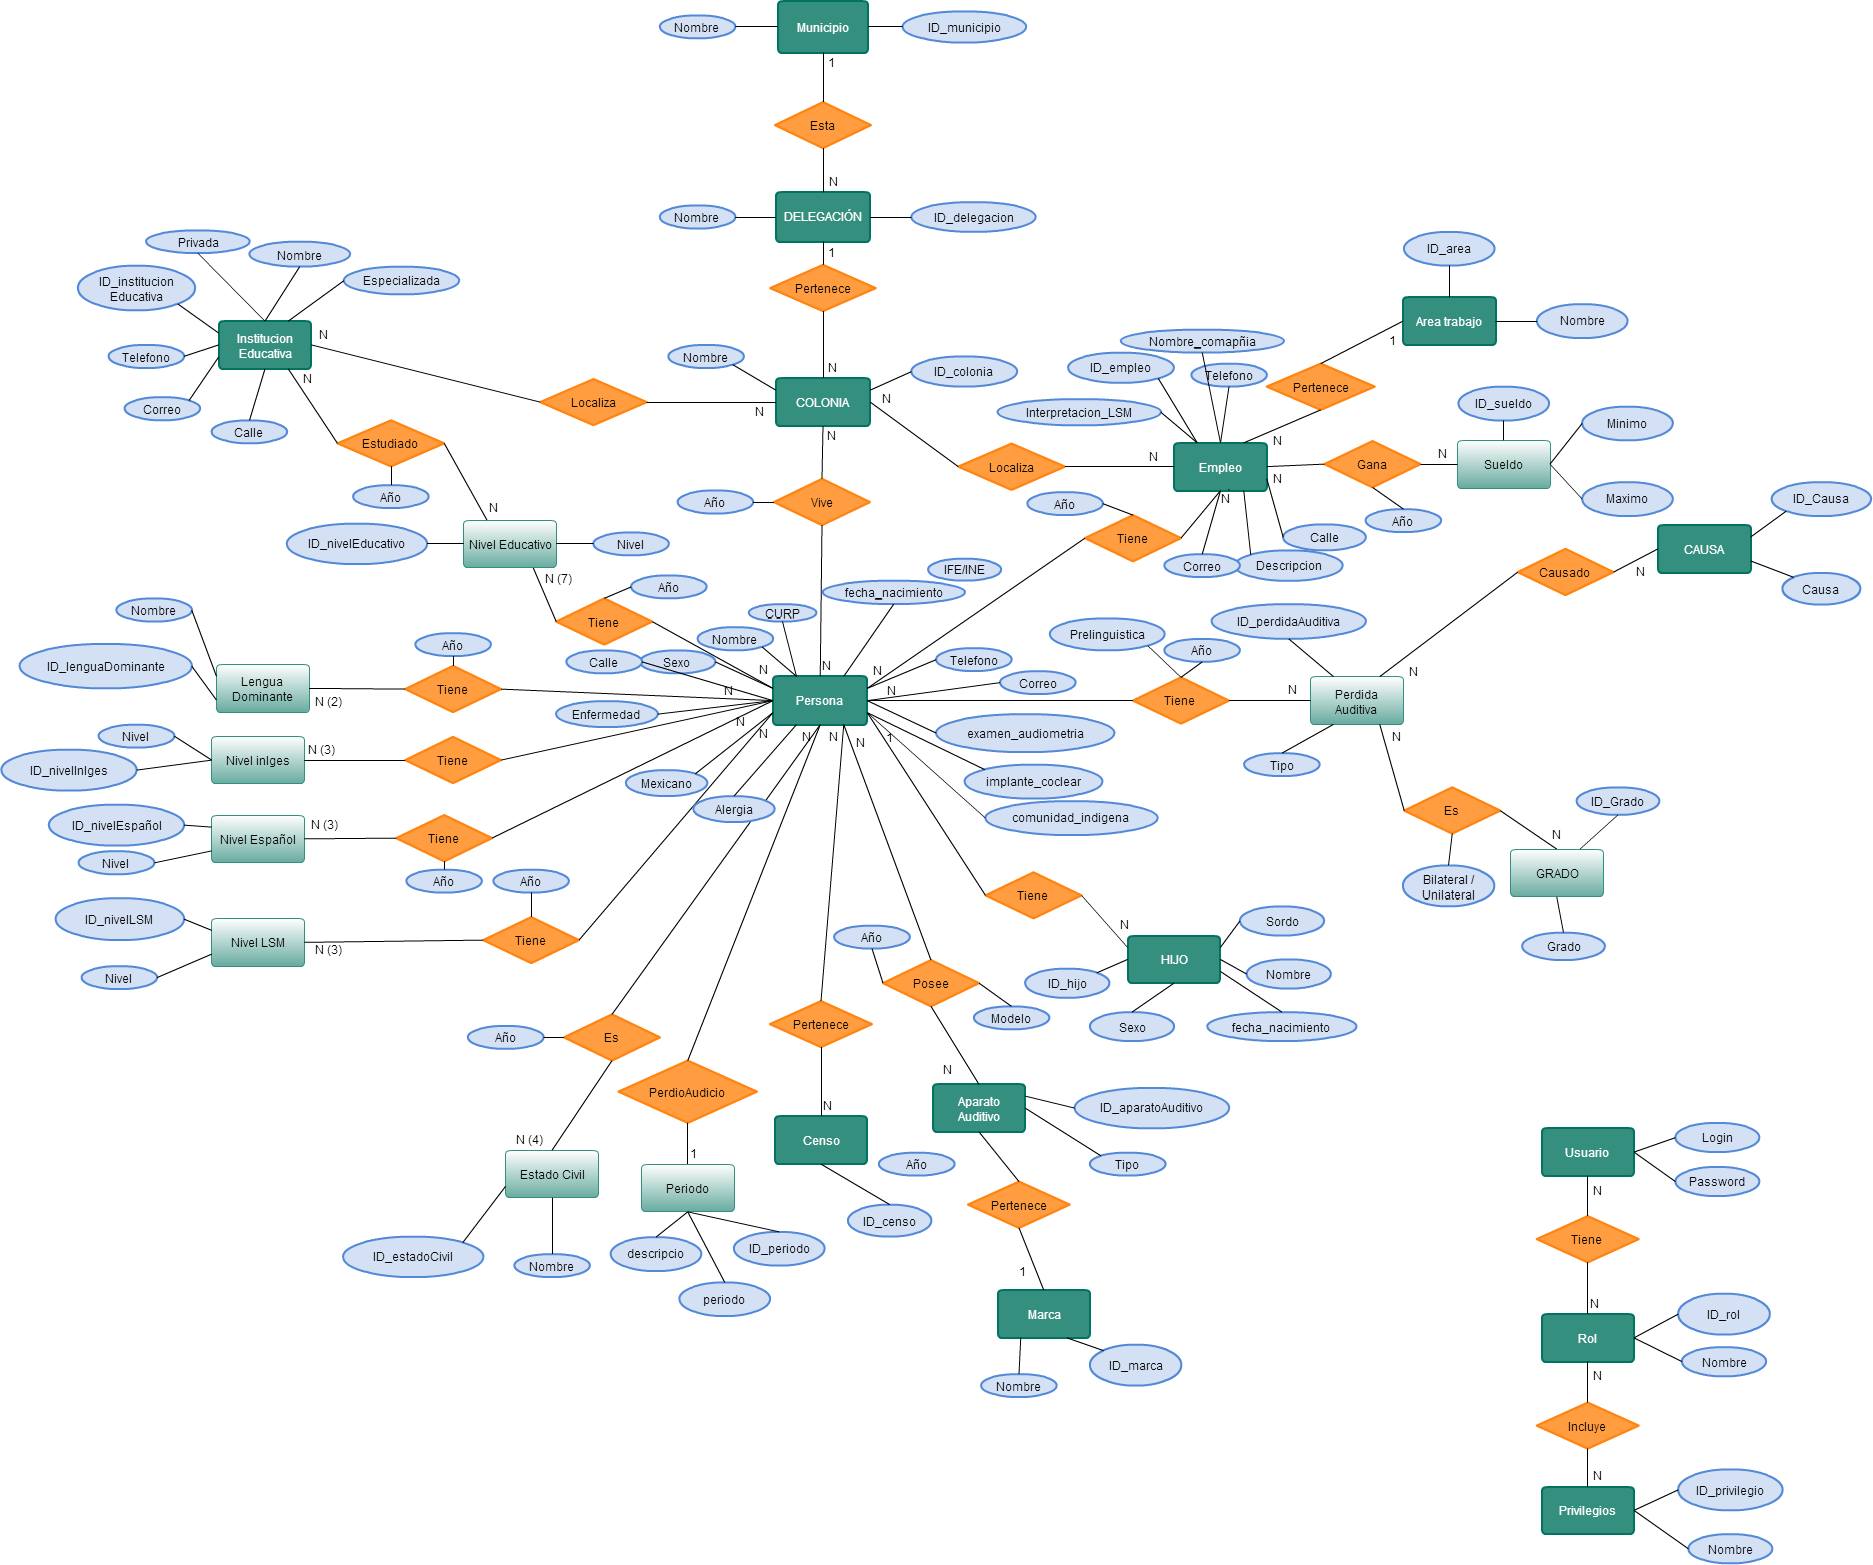 Nombre
Municipio
ID_municipio
1
Esta
N
Nombre
DELEGACIÓN
ID_delegacion
1
Pertenece
N
Privada
Nombre
ID_institucion
Educativa
Especializada
Institucion
Educativa
N
Telefono
Correo
Calle
N
Localiza
N
Nombre
COLONIA
ID_colonia
N
N
Estudiado
Año
N
ID_nivelEducativo
Nivel Educativo
Nivel
N (7)
Tiene
Año
Año
Vive
Localiza
N
ID_area
Area trabajo
Nombre
1
Pertenece
N
Nombre_comapñia
ID_empleo
Telefono
Interpretacion_LSM
Empleo
N
N
Gana
Año
N
ID_sueldo
Sueldo
Minimo
Maximo
Año
Tiene
Correo
Descripcion
Calle
ID_Causa
CAUSA
Causa
Causado
N
IFE/INE
fecha_nacimiento
CURP
Nombre
Calle
Sexo
N
N
N
N
N
Persona
Telefono
Correo
Enfermedad
Mexicano
Alergia
examen_audiometria
implante_coclear
comunidad_indigena
N
N
N
N
N
N
1
Nombre
ID_lenguaDominante
Lengua
Dominante
N (2)
Año
Tiene
Nivel
ID_nivelInlges
Nivel inlges
N (3)
Tiene
ID_nivelEspañol
Nivel
Nivel Español
N (3)
Tiene
Año
ID_nivelLSM
Nivel
Nivel LSM
N (3)
Año
Tiene
Prelinguistica
Año
Tiene
N
ID_perdidaAuditiva
Perdida
Auditiva
N
N
Tipo
Es
Bilateral /
Unilateral
N
ID_Grado
GRADO
Grado
Tiene
N
HIJO
Sordo
Nombre
ID_hijo
Sexo
fecha_nacimiento
Año
Posee
Modelo
N
Aparato
Auditivo
ID_aparatoAuditivo
Tipo
Pertenece
1
Marca
Nombre
ID_marca
Pertenece
N
Censo
Año
ID_censo
Año
Es
N (4)
Estado Civil
ID_estadoCivil
Nombre
PerdioAudicio
1
Periodo
descripcio
ID_periodo
periodo
Usuario
Login
Password
N
Tiene
N
Rol
ID_rol
Nombre
N
Incluye
N
Privilegios
ID_privilegio
Nombre